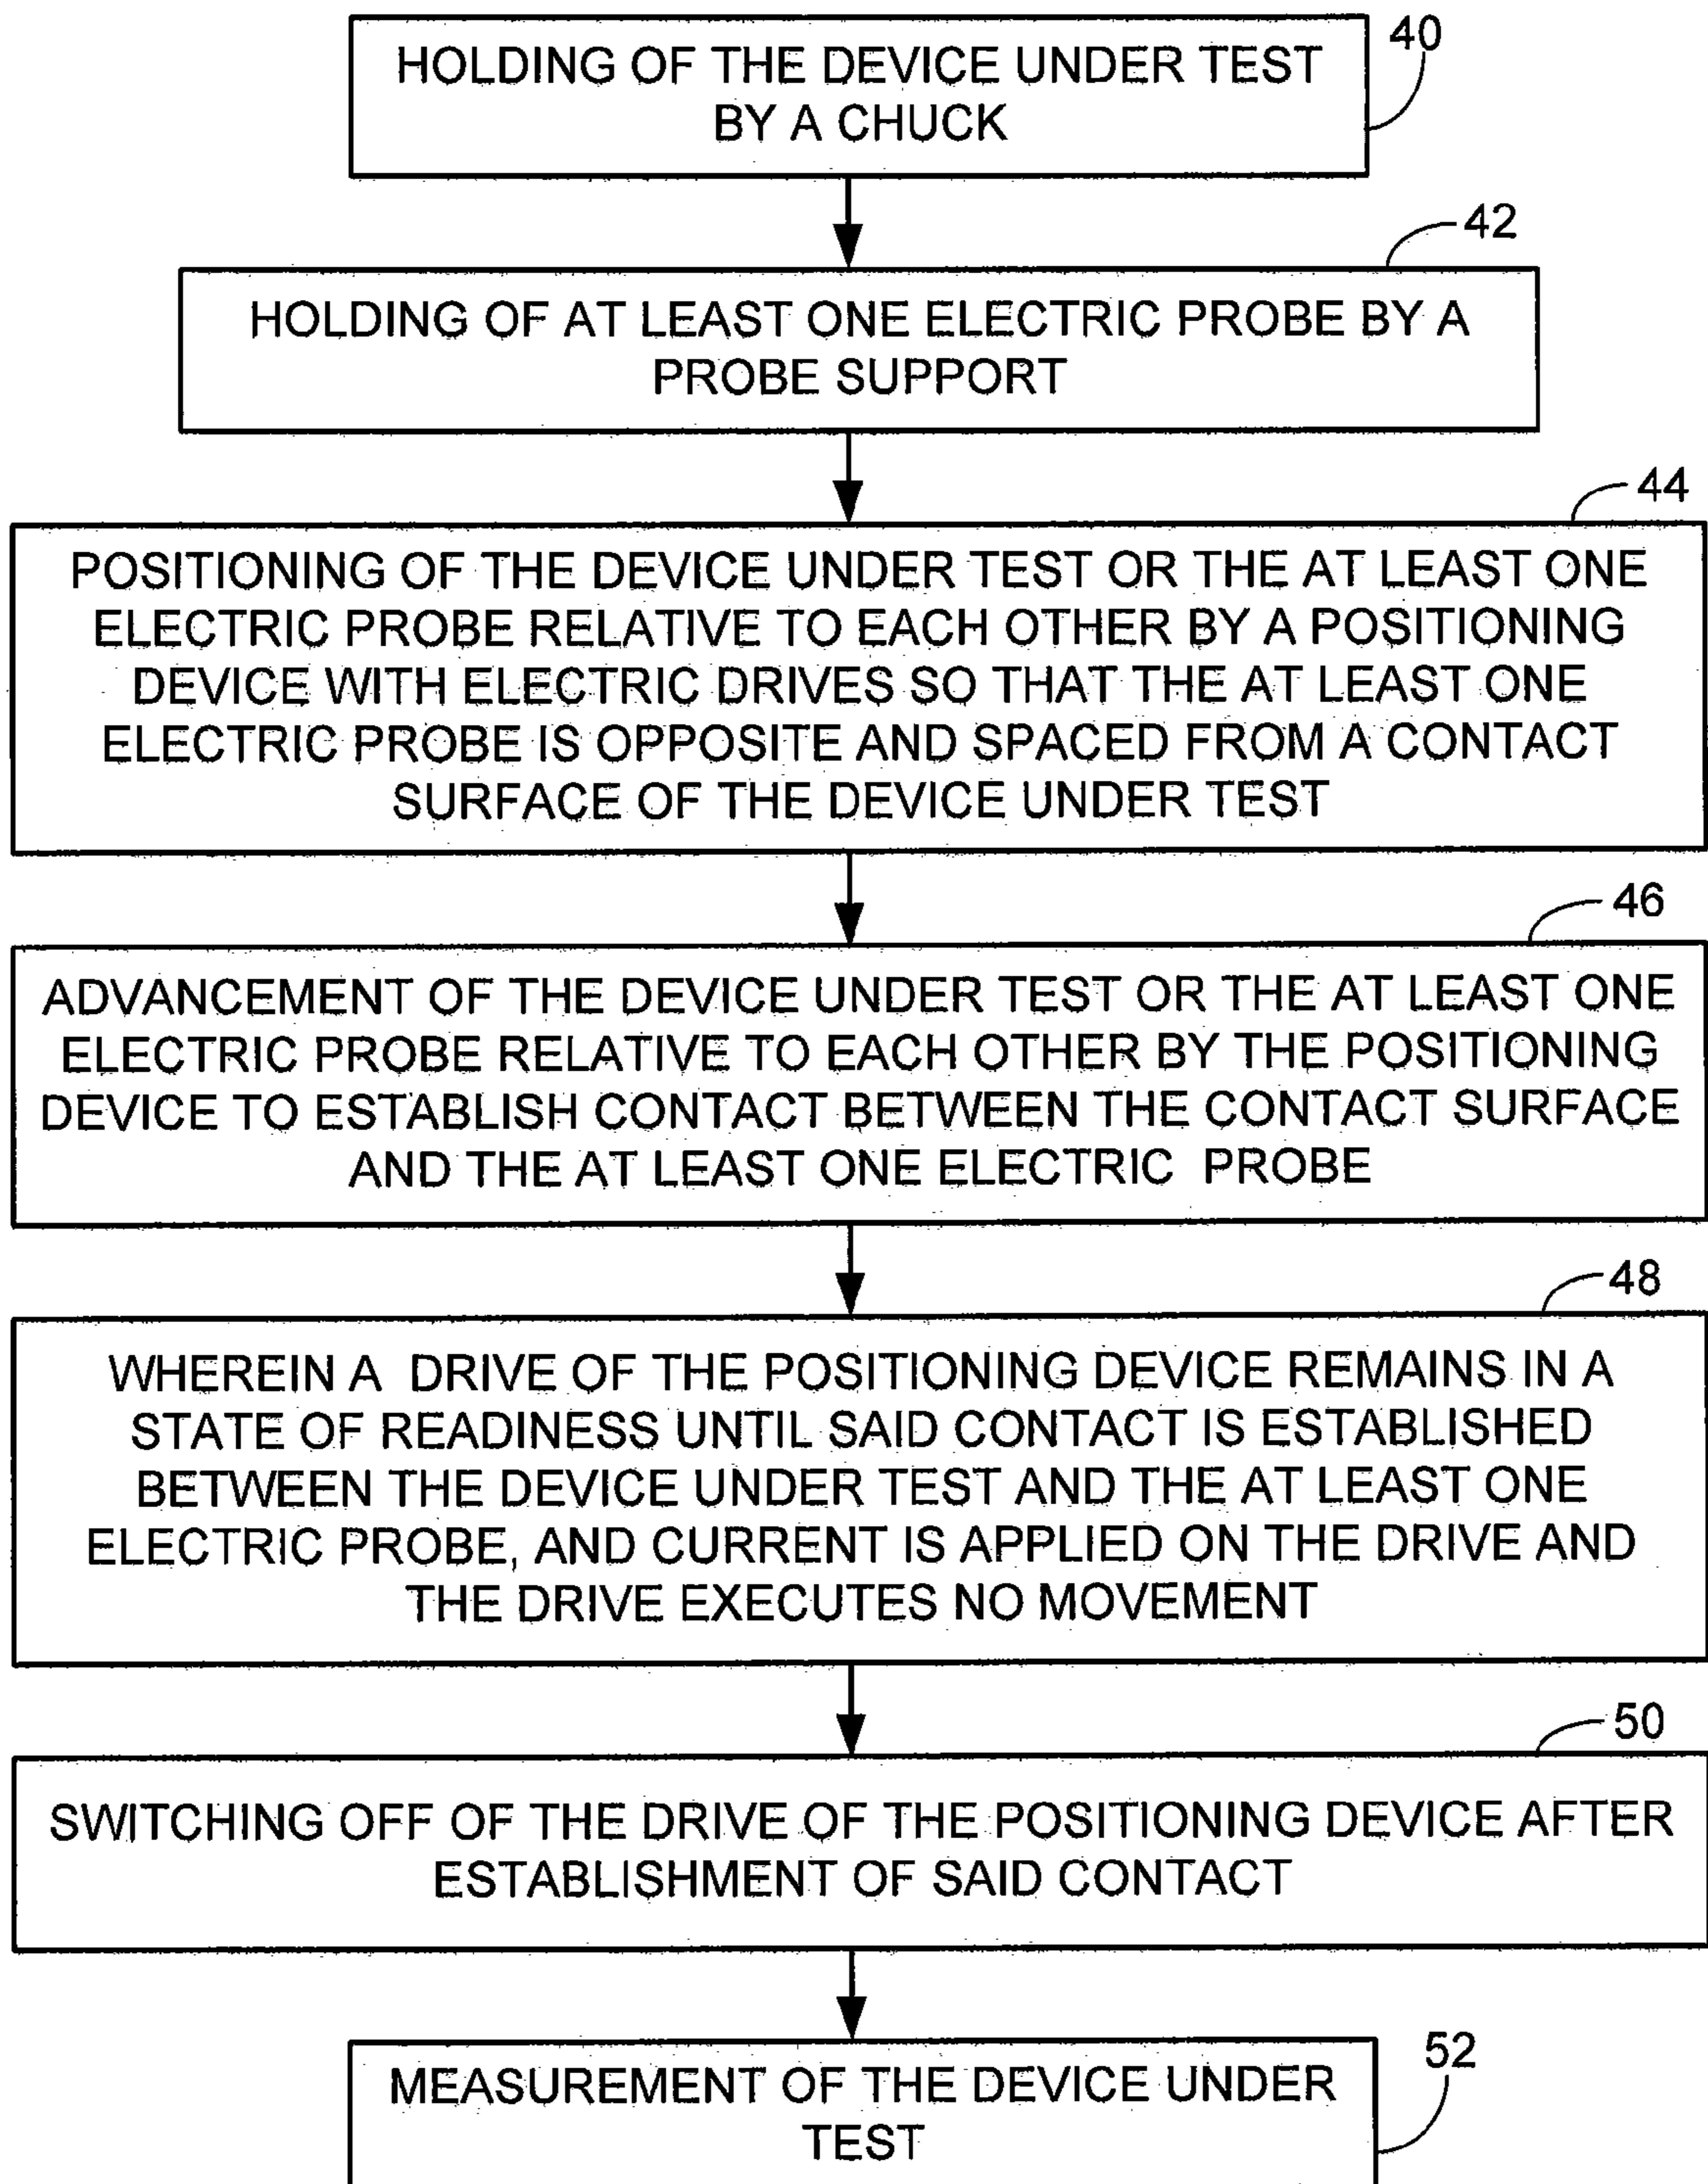 HOLDING OF THE DEVICE UNDER TEST
BY A CHUCK
40
HOLDING OF AT LEAST ONE ELECTRIC PROBE BY A
PROBE SUPPORT
42
POSITIONING OF THE DEVICE UNDER TEST OR THE AT LEAST ONE
ELECTRIC PROBE RELATIVE TO EACH OTHER BY A POSITIONING
DEVICE WITH ELECTRIC DRIVES SO THAT THE AT LEAST ONE
ELECTRIC PROBE IS OPPOSITE AND SPACED FROM A CONTACT
SURFACE OF THE DEVICE UNDER TEST
44
ADVANCEMENT OF THE DEVICE UNDER TEST OR THE AT LEAST ONE
ELECTRIC PROBE RELATIVE TO EACH OTHER BY THE POSITIONING
DEVICE TO ESTABLISH CONTACT BETWEEN THE CONTACT SURFACE
AND THE AT LEAST ONE ELECTRIC PROBE
46
WHEREIN A DRIVE OF THE POSITIONING DEVICE REMAINS IN A
STATE OF READINESS UNTIL SAID CONTACT IS ESTABLISHED
BETWEEN THE DEVICE UNDER TEST AND THE AT LEAST ONE
ELECTRIC PROBE, AND CURRENT IS APPLIED ON THE DRIVE AND
THE DRIVE EXECUTES NO MOVEMENT
48
SWITCHING OFF OF THE DRIVE OF THE POSITIONING DEVICE AFTER
ESTABLISHMENT OF SAID CONTACT
50
MEASUREMENT OF THE DEVICE UNDER
TEST
52